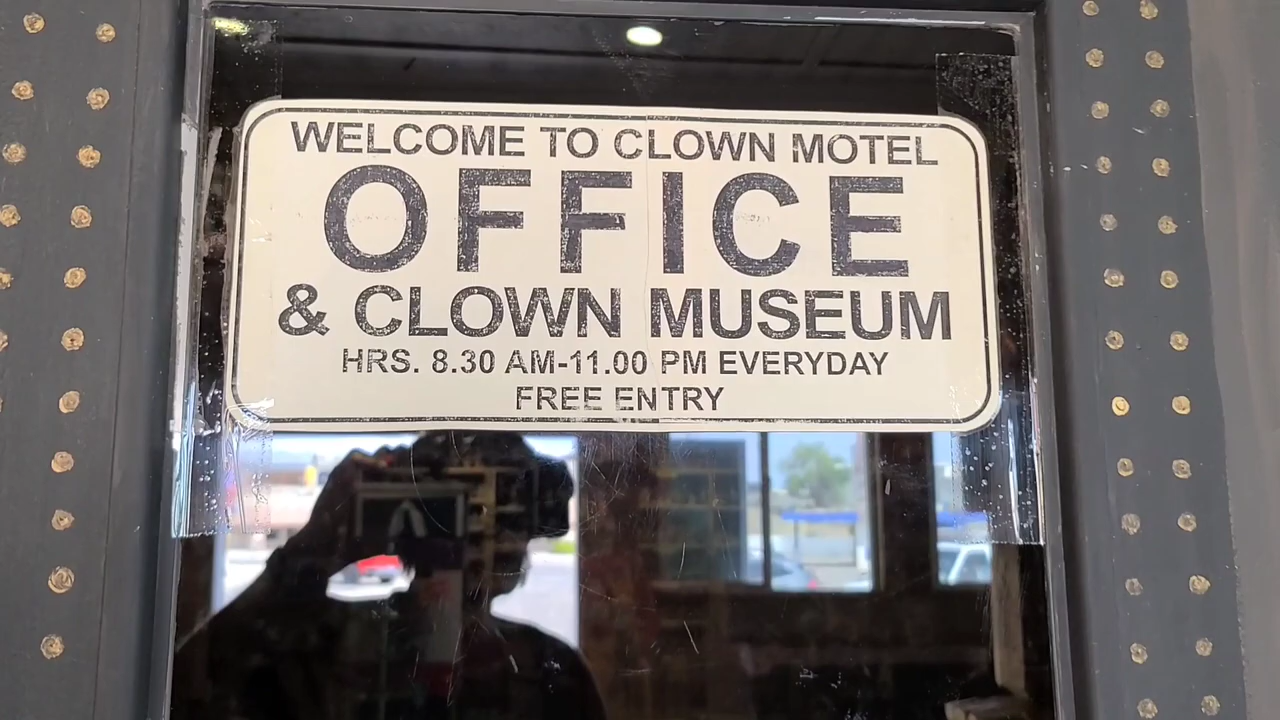 WELCOME TO CLOWN MOTEL
OFFICE
& CLOWN MUSEUM
HRS. 8.30 AM-11.00 PM EVERYDAY
FREE ENTRY